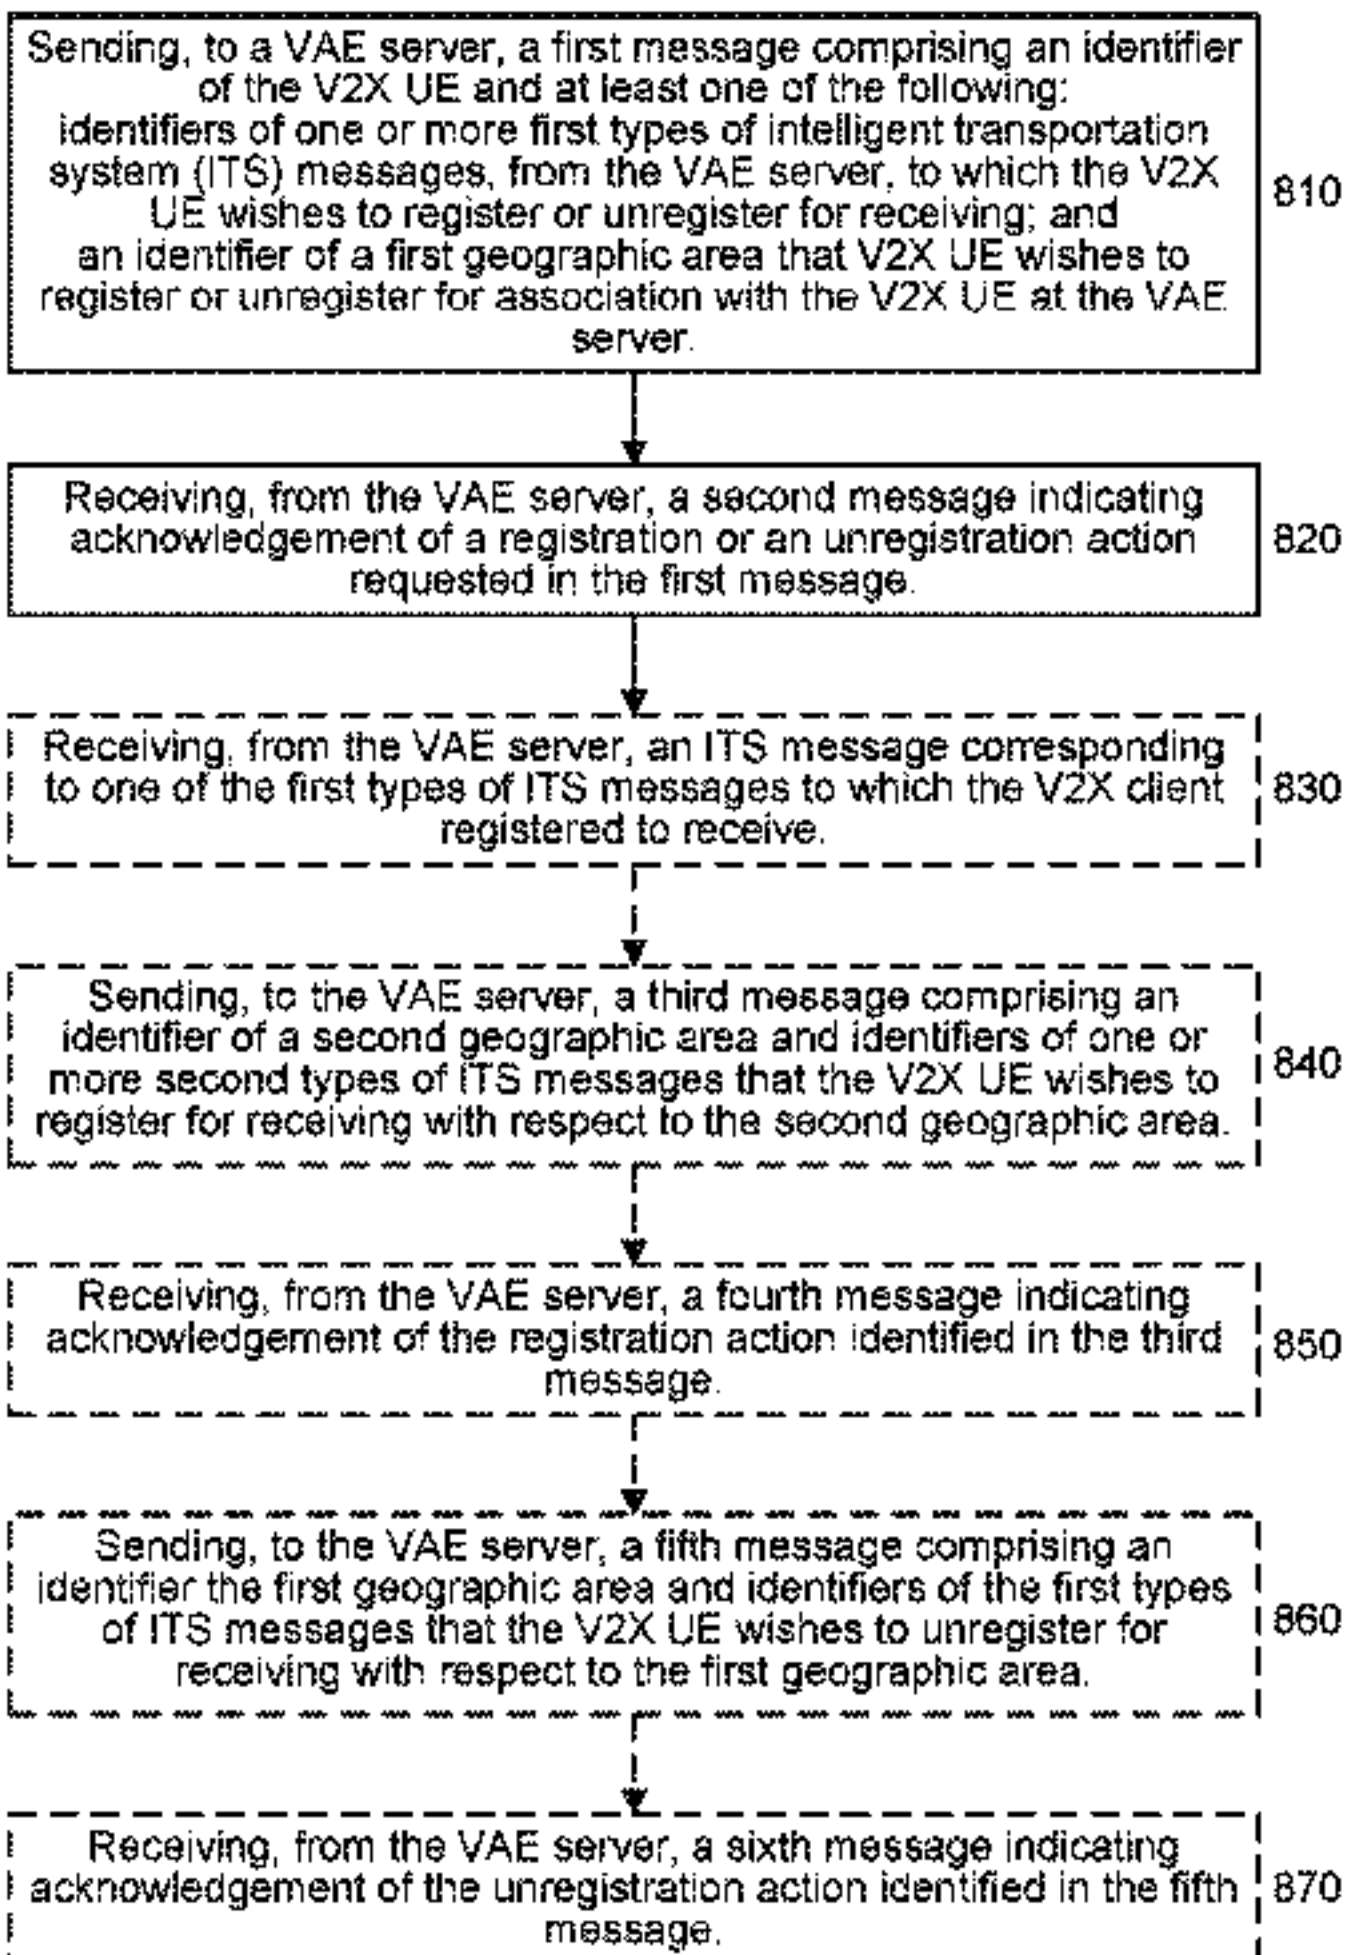 Sending, to a VAE server, a first message comprising an identifier
of the V2X UE and at least one of the following:
identifiers of one or more first types of intelligent transportation
system (ITS) messages, from the VAE server, to which the V2X
UE wishes to register or unregister for receiving; and
an identifier of a first geographic area that V2X UE wishes to
register or unregister for association with the V2X UE at the VAE
server.
810
Receiving, from the VAE server, a second message indicating
acknowledgement of a registration or an unregistration action
requested in the first message.
820
Receiving, from the VAE server, an ITS message corresponding
to one of the first types of ITS messages to which the V2X client
registered to receive.
830
Sending, to the VAE server, a third message comprising an
identifier of a second geographic area and identifiers of one or
more second types of ITS messages that the V2X UE wishes to
register for receiving with respect to the second geographic area.
840
Receiving, from the VAE server, a fourth message indicating
acknowledgement of the registration action identified in the third
message.
850
Sending, to the VAE server, a fifth message comprising an
identifier the first geographic area and identifiers of the first types
of ITS messages that the V2X UE wishes to unregister for
receiving with respect to the first geographic area.
860
Receiving, from the VAE server, a sixth message indicating
acknowledgement of the unregistration action identified in the fifth
message.
870